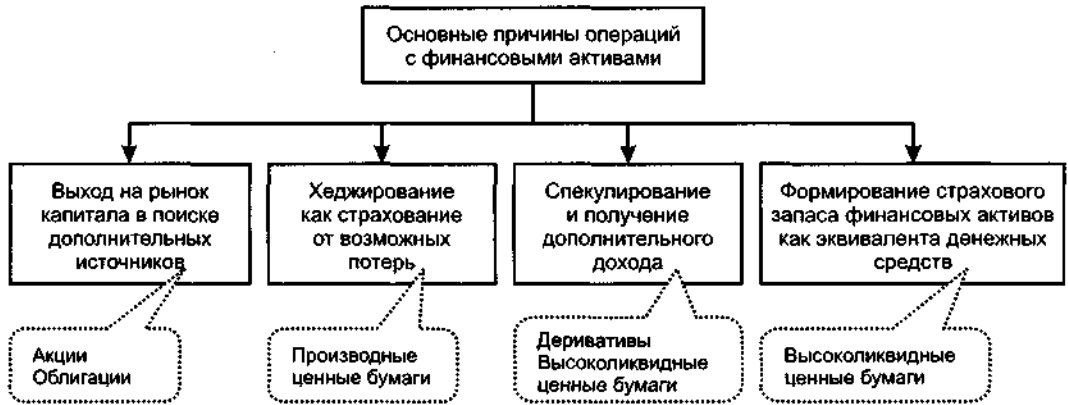 Основные причины операций
с финансовыми активами
Выход на рынок
капитала в поиске
дополнительных
источников
Хеджирование
как страхование
от возможных
потерь
Спекулирование
и получение
дополнительного
дохода
Формирование страхового
запаса финансовых активов
как эквивалента денежных
средств
Акции
Облигации
Производные
ценные бумаги
Деривативы
Высоколиквидные
ценные бумаги
Высоколиквидные
ценные бумаги